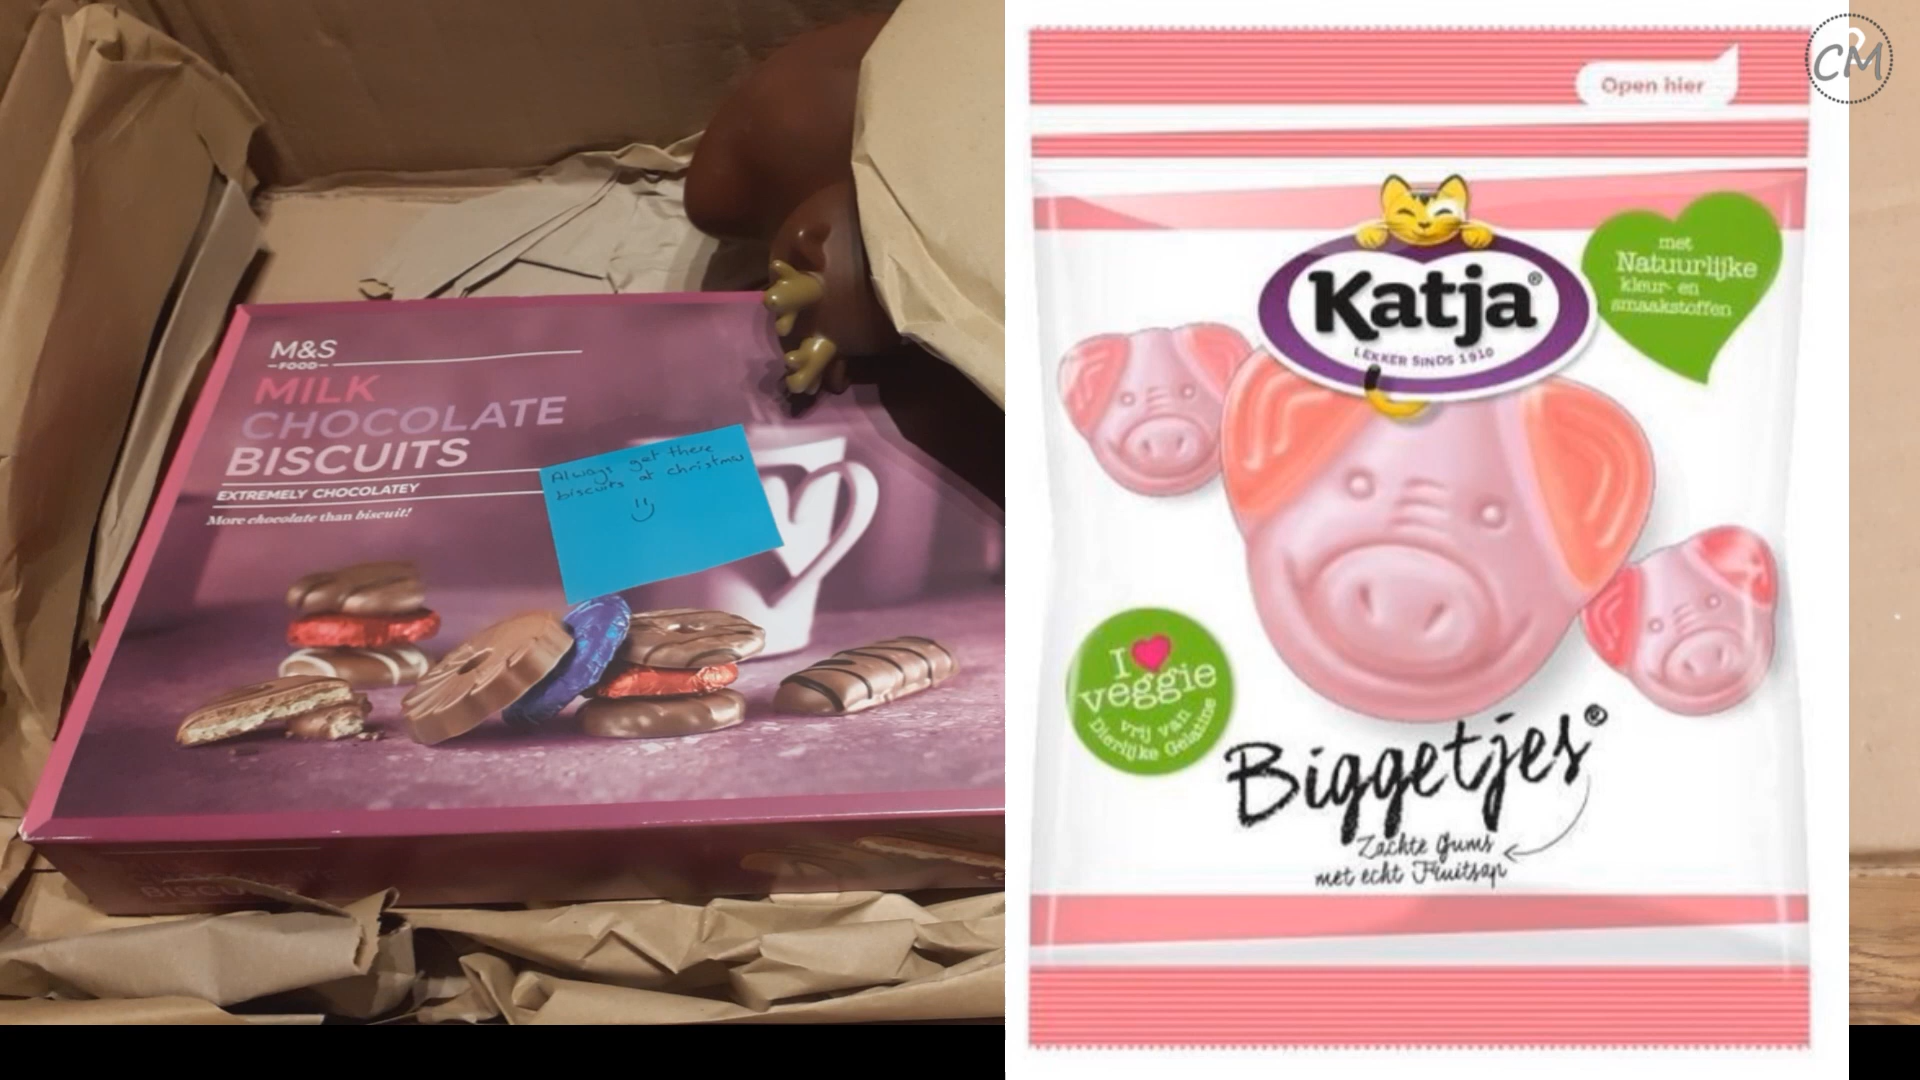 M&S
FOOD
MILK
CHOCOLATE
BISCUITS
EXTREMELY CHOCOLATEY
More chocolate than biscuit!
Always get these
biscuits at christmas
BISCU
Open hier
CM
Katja®
LEKKER SINDS 1910
met
Natuurlijke
kleur- en
smaakstoffen
I
veggie
vrij van
Dierlijke Gelatine
Biggetjes®
Zachte Gums
met echt Fruitsap